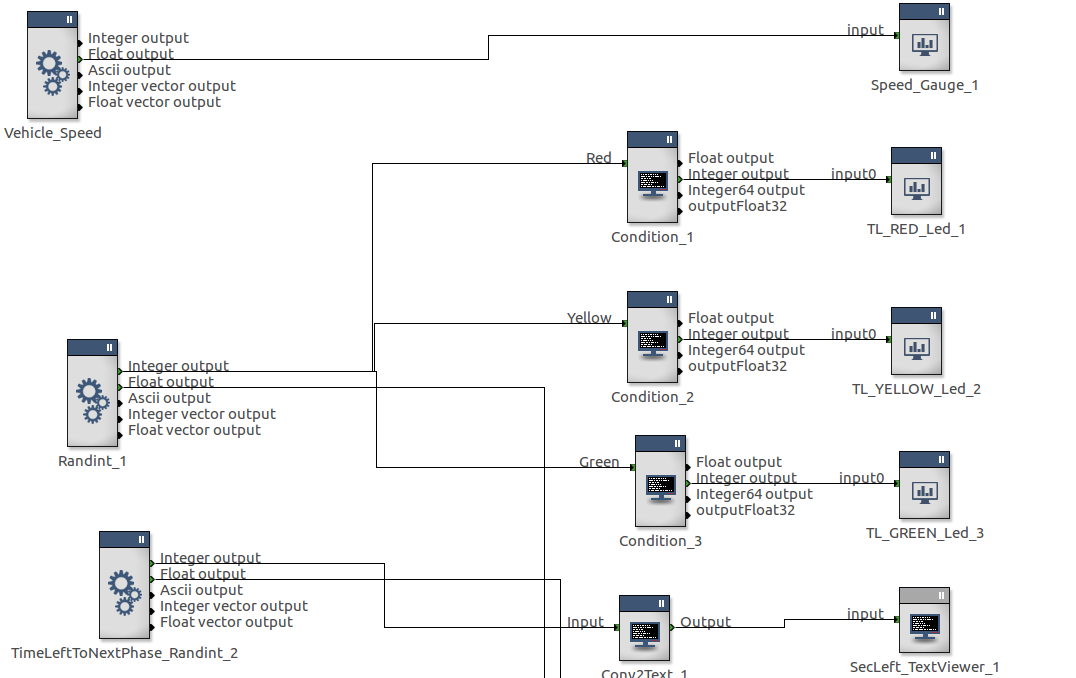 Integer output
Float output
Ascii output
Integer vector output
Float vector output
Vehicle_Speed
input
Speed_Gauge_1
Red
Float output
Integer output
Integer64 output
outputFloat32
Condition_1
input0
TL_RED_Led_1
Yellow
Float output
Integer output
Integer64 output
outputFloat32
Condition_2
input0
TL_YELLOW_Led_2
Integer output
Float output
Ascii output
Integer vector output
Float vector output
Randint_1
Green
Float output
Integer output
Integer64 output
outputFloat32
Condition_3
input0
TL_GREEN_Led_3
Integer output
Float output
Ascii output
Integer vector output
Float vector output
TimeLeftToNextPhase_Randint_2
Input
Output
Conv2Text_1
input
SecLeft_TextViewer_1